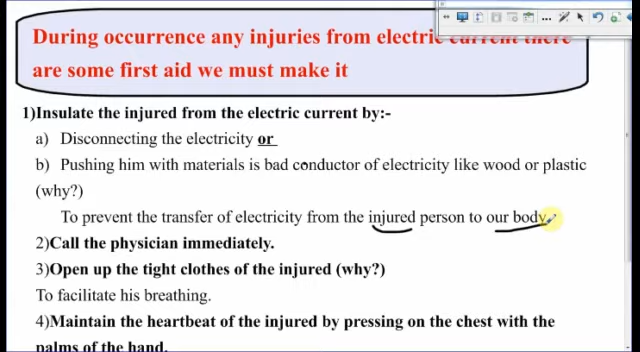 During occurrence any injuries from electric current there
are some first aid we must make it
1)Insulate the injured from the electric current by:-
a) Disconnecting the electricity or
b) Pushing him with materials is bad conductor of electricity like wood or plastic
(why?)
To prevent the transfer of electricity from the injured person to our body.
2)Call the physician immediately.
3)Open up the tight clothes of the injured (why?)
To facilitate his breathing.
4)Maintain the heartbeat of the injured by pressing on the chest with the
palms of the hand.